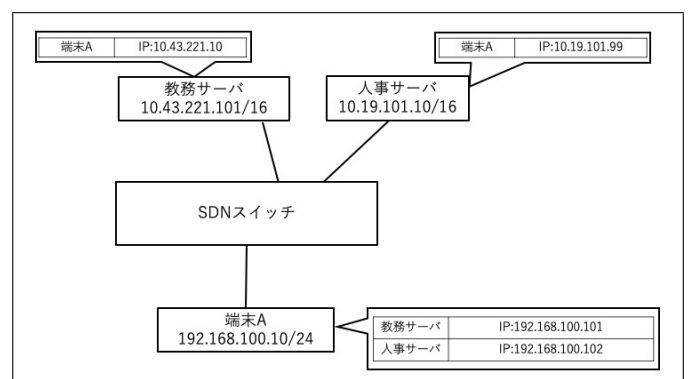 端末A IP:10.43.221.10
端末A IP:10.19.101.99
教務サーバ
10.43.221.101/16
人事サーバ
10.19.101.10/16
SDNスイッチ
端末A
192.168.100.10/24
教務サーバ IP:192.168.100.101
人事サーバ IP:192.168.100.102